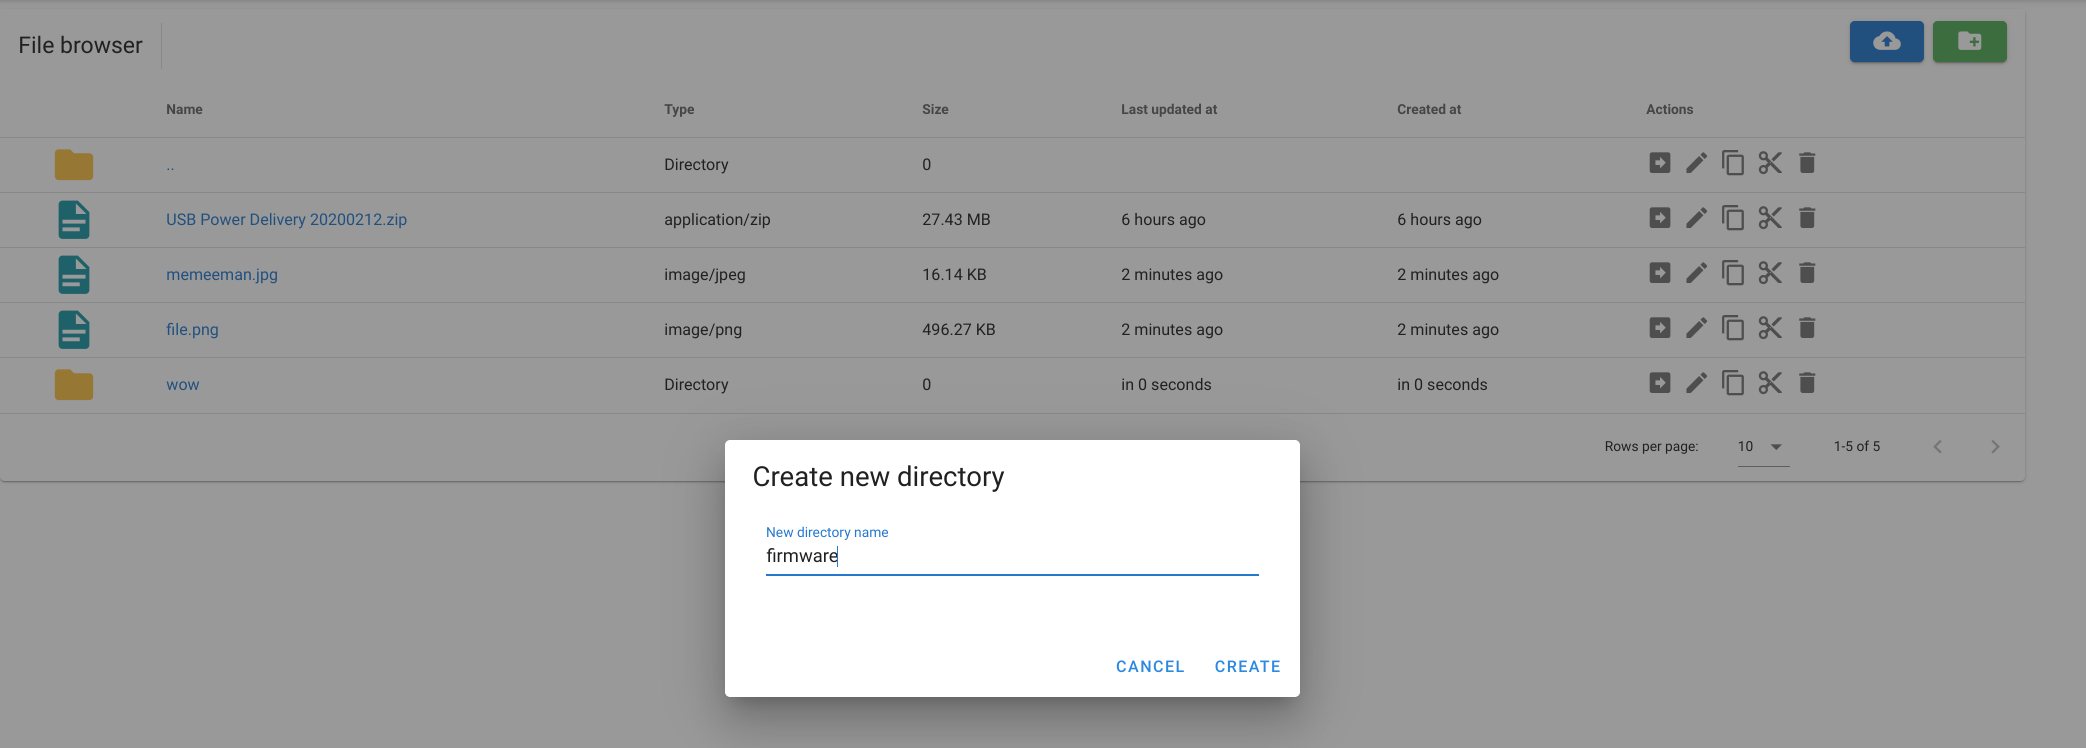 File browser
Name Type Size Last updated at Created at Actions
.. Directory 0
USB Power Delivery 20200212.zip application/zip 27.43 MB 6 hours ago 6 hours ago
memeeman.jpg image/jpeg 16.14 KB 2 minutes ago 2 minutes ago
file.png image/png 496.27 KB 2 minutes ago 2 minutes ago
wow Directory 0 in 0 seconds in 0 seconds
Rows per page: 10 1-5 of 5
Create new directory
New directory name
firmware
CANCEL CREATE